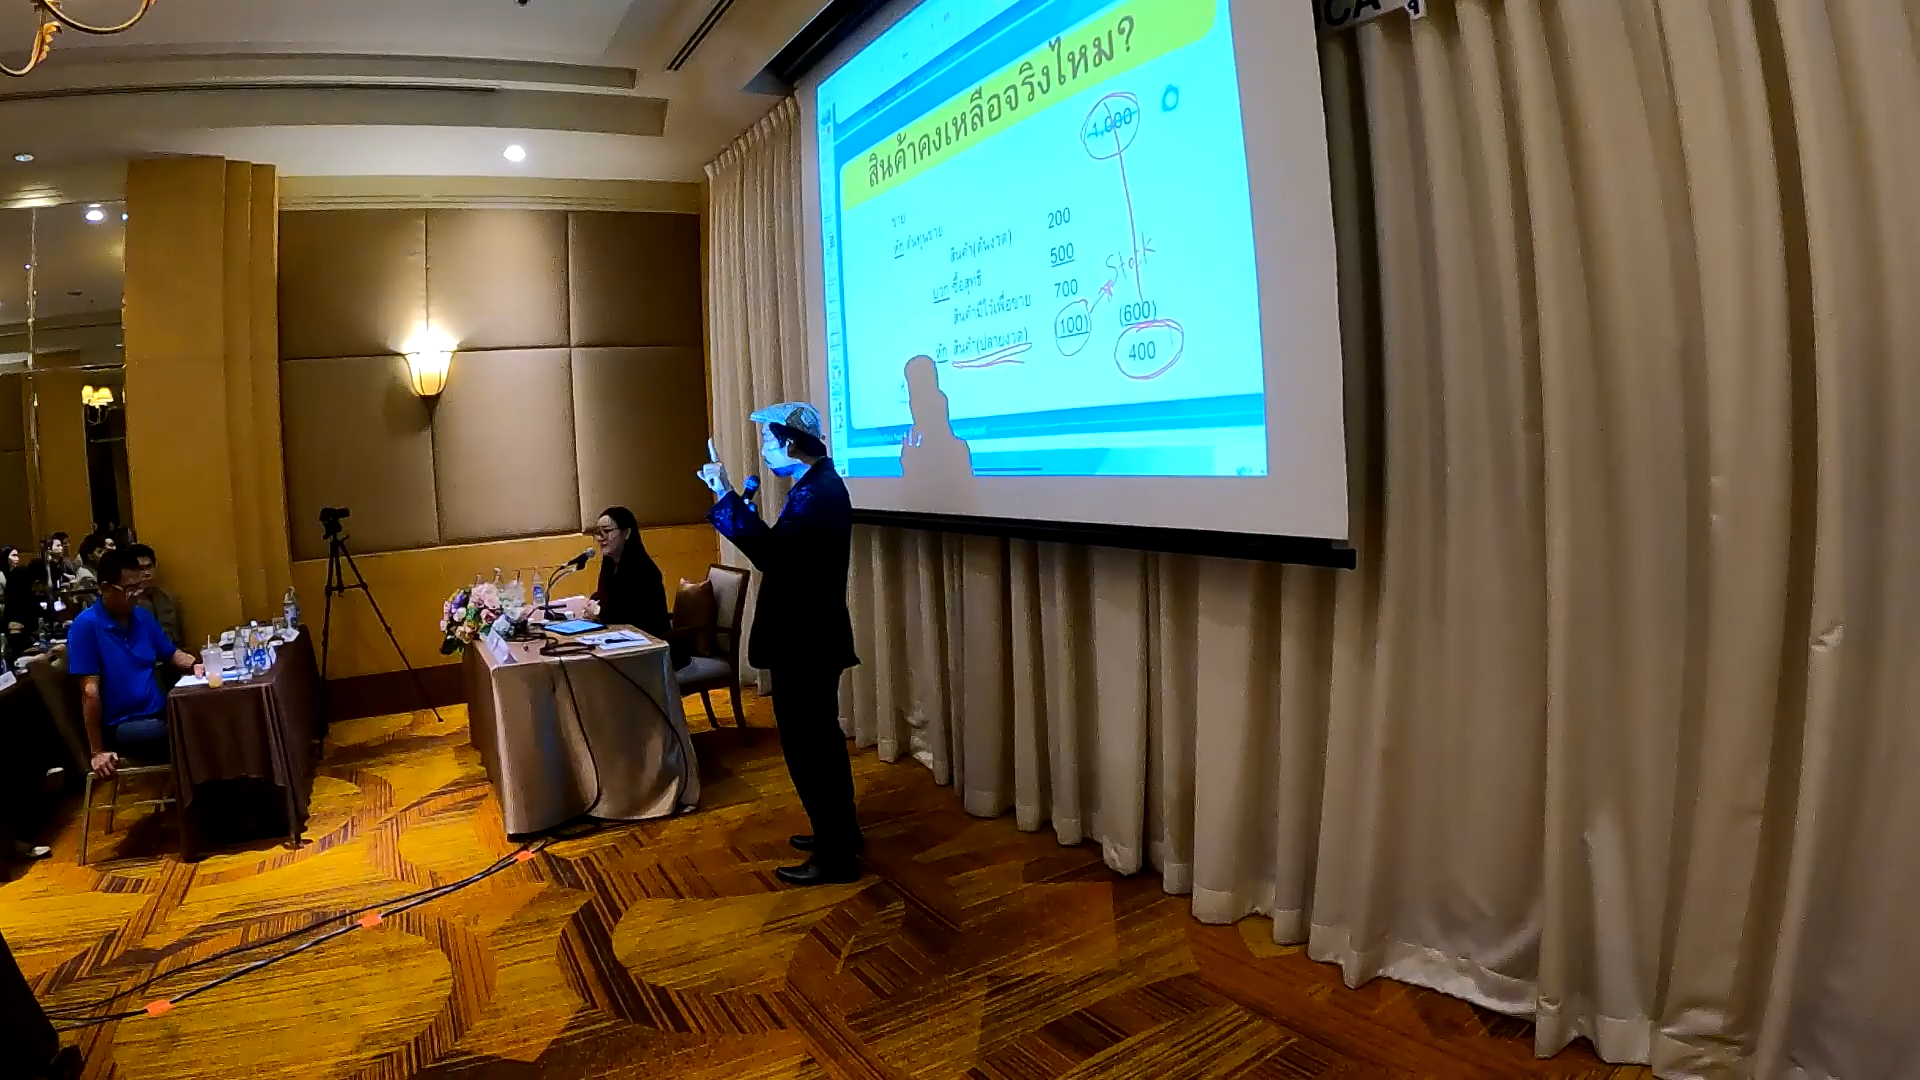 CA
สินค้าคงเหลือจริงไหม?
1,000
ขาย
หัก ต้นทุนขาย
สินค้า(ต้นงวด) 200
บวก ซื้อสุทธิ 500
สินค้ามีไว้เพื่อขาย 700
หัก สินค้า(ปลายงวด) (100) (600)
400
Stock